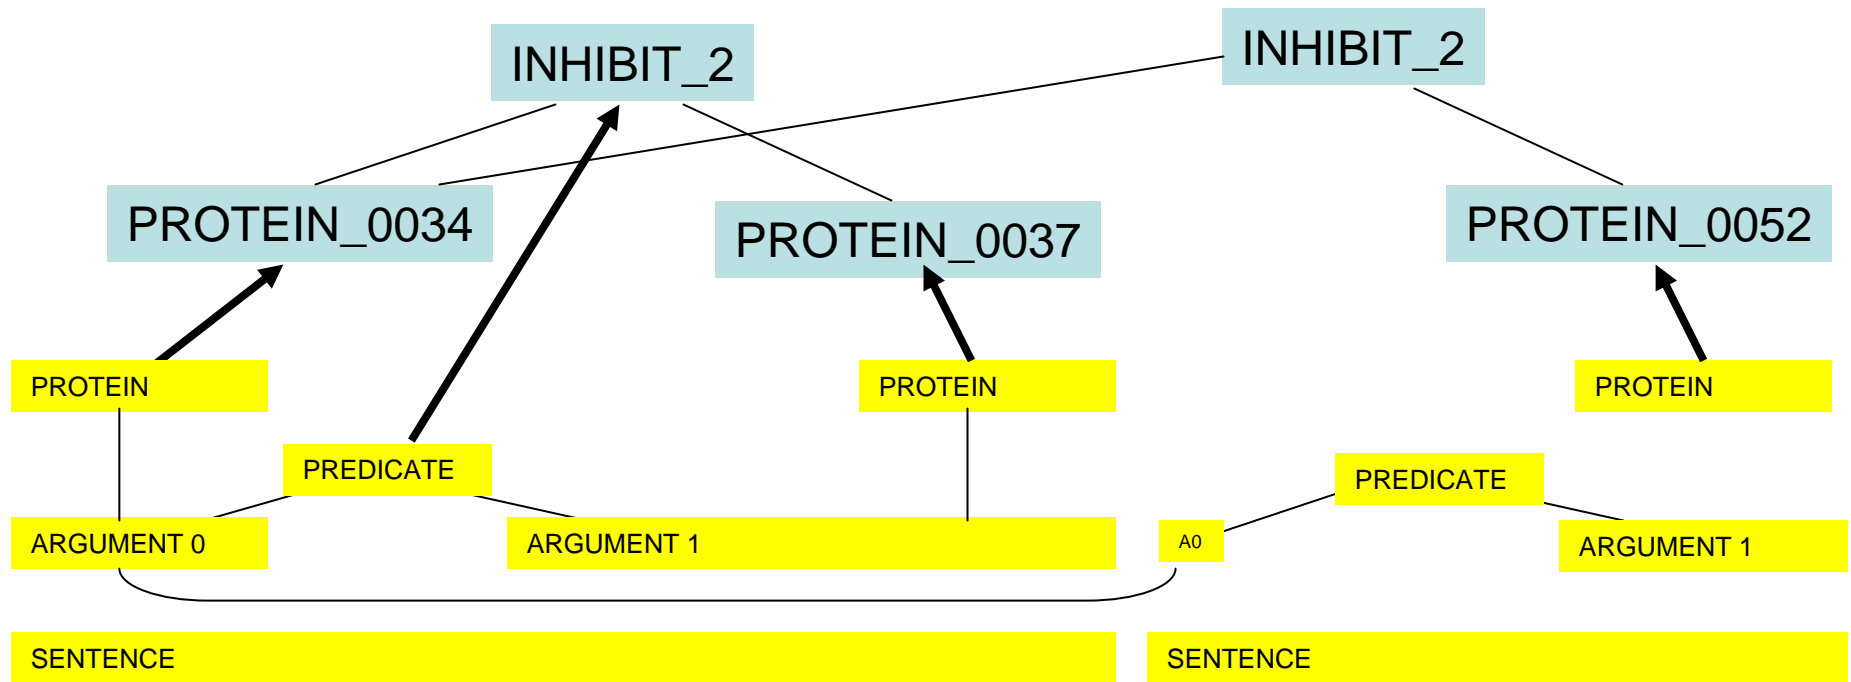 INHIBIT_2
INHIBIT_2
PROTEIN_0034
PROTEIN_0037
PROTEIN_0052
PROTEIN
PROTEIN
PROTEIN
PREDICATE
PREDICATE
ARGUMENT 0
ARGUMENT 1
A0
ARGUMENT 1
SENTENCE
SENTENCE